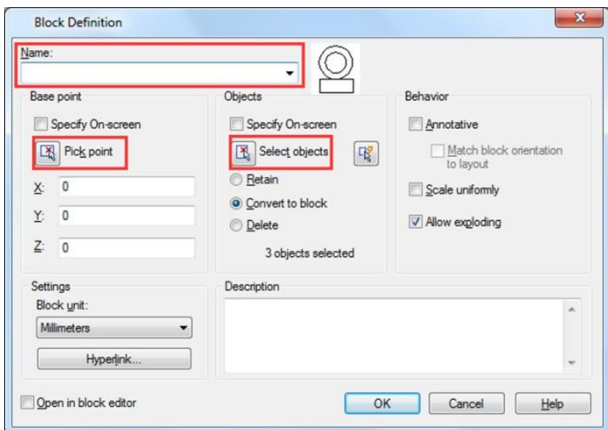 Block Definition
Name:
Base point
Specify On-screen
Pick point
X: 0
Y: 0
Z: 0
Objects
Specify On-screen
Select objects
Retain
Convert to block
Delete
3 objects selected
Behavior
Annotative
Match block orientation
to layout
Scale uniformly
Allow exploding
Settings
Block unit:
Millimeters
Hyperlink...
Description
Open in block editor
OK
Cancel
Help